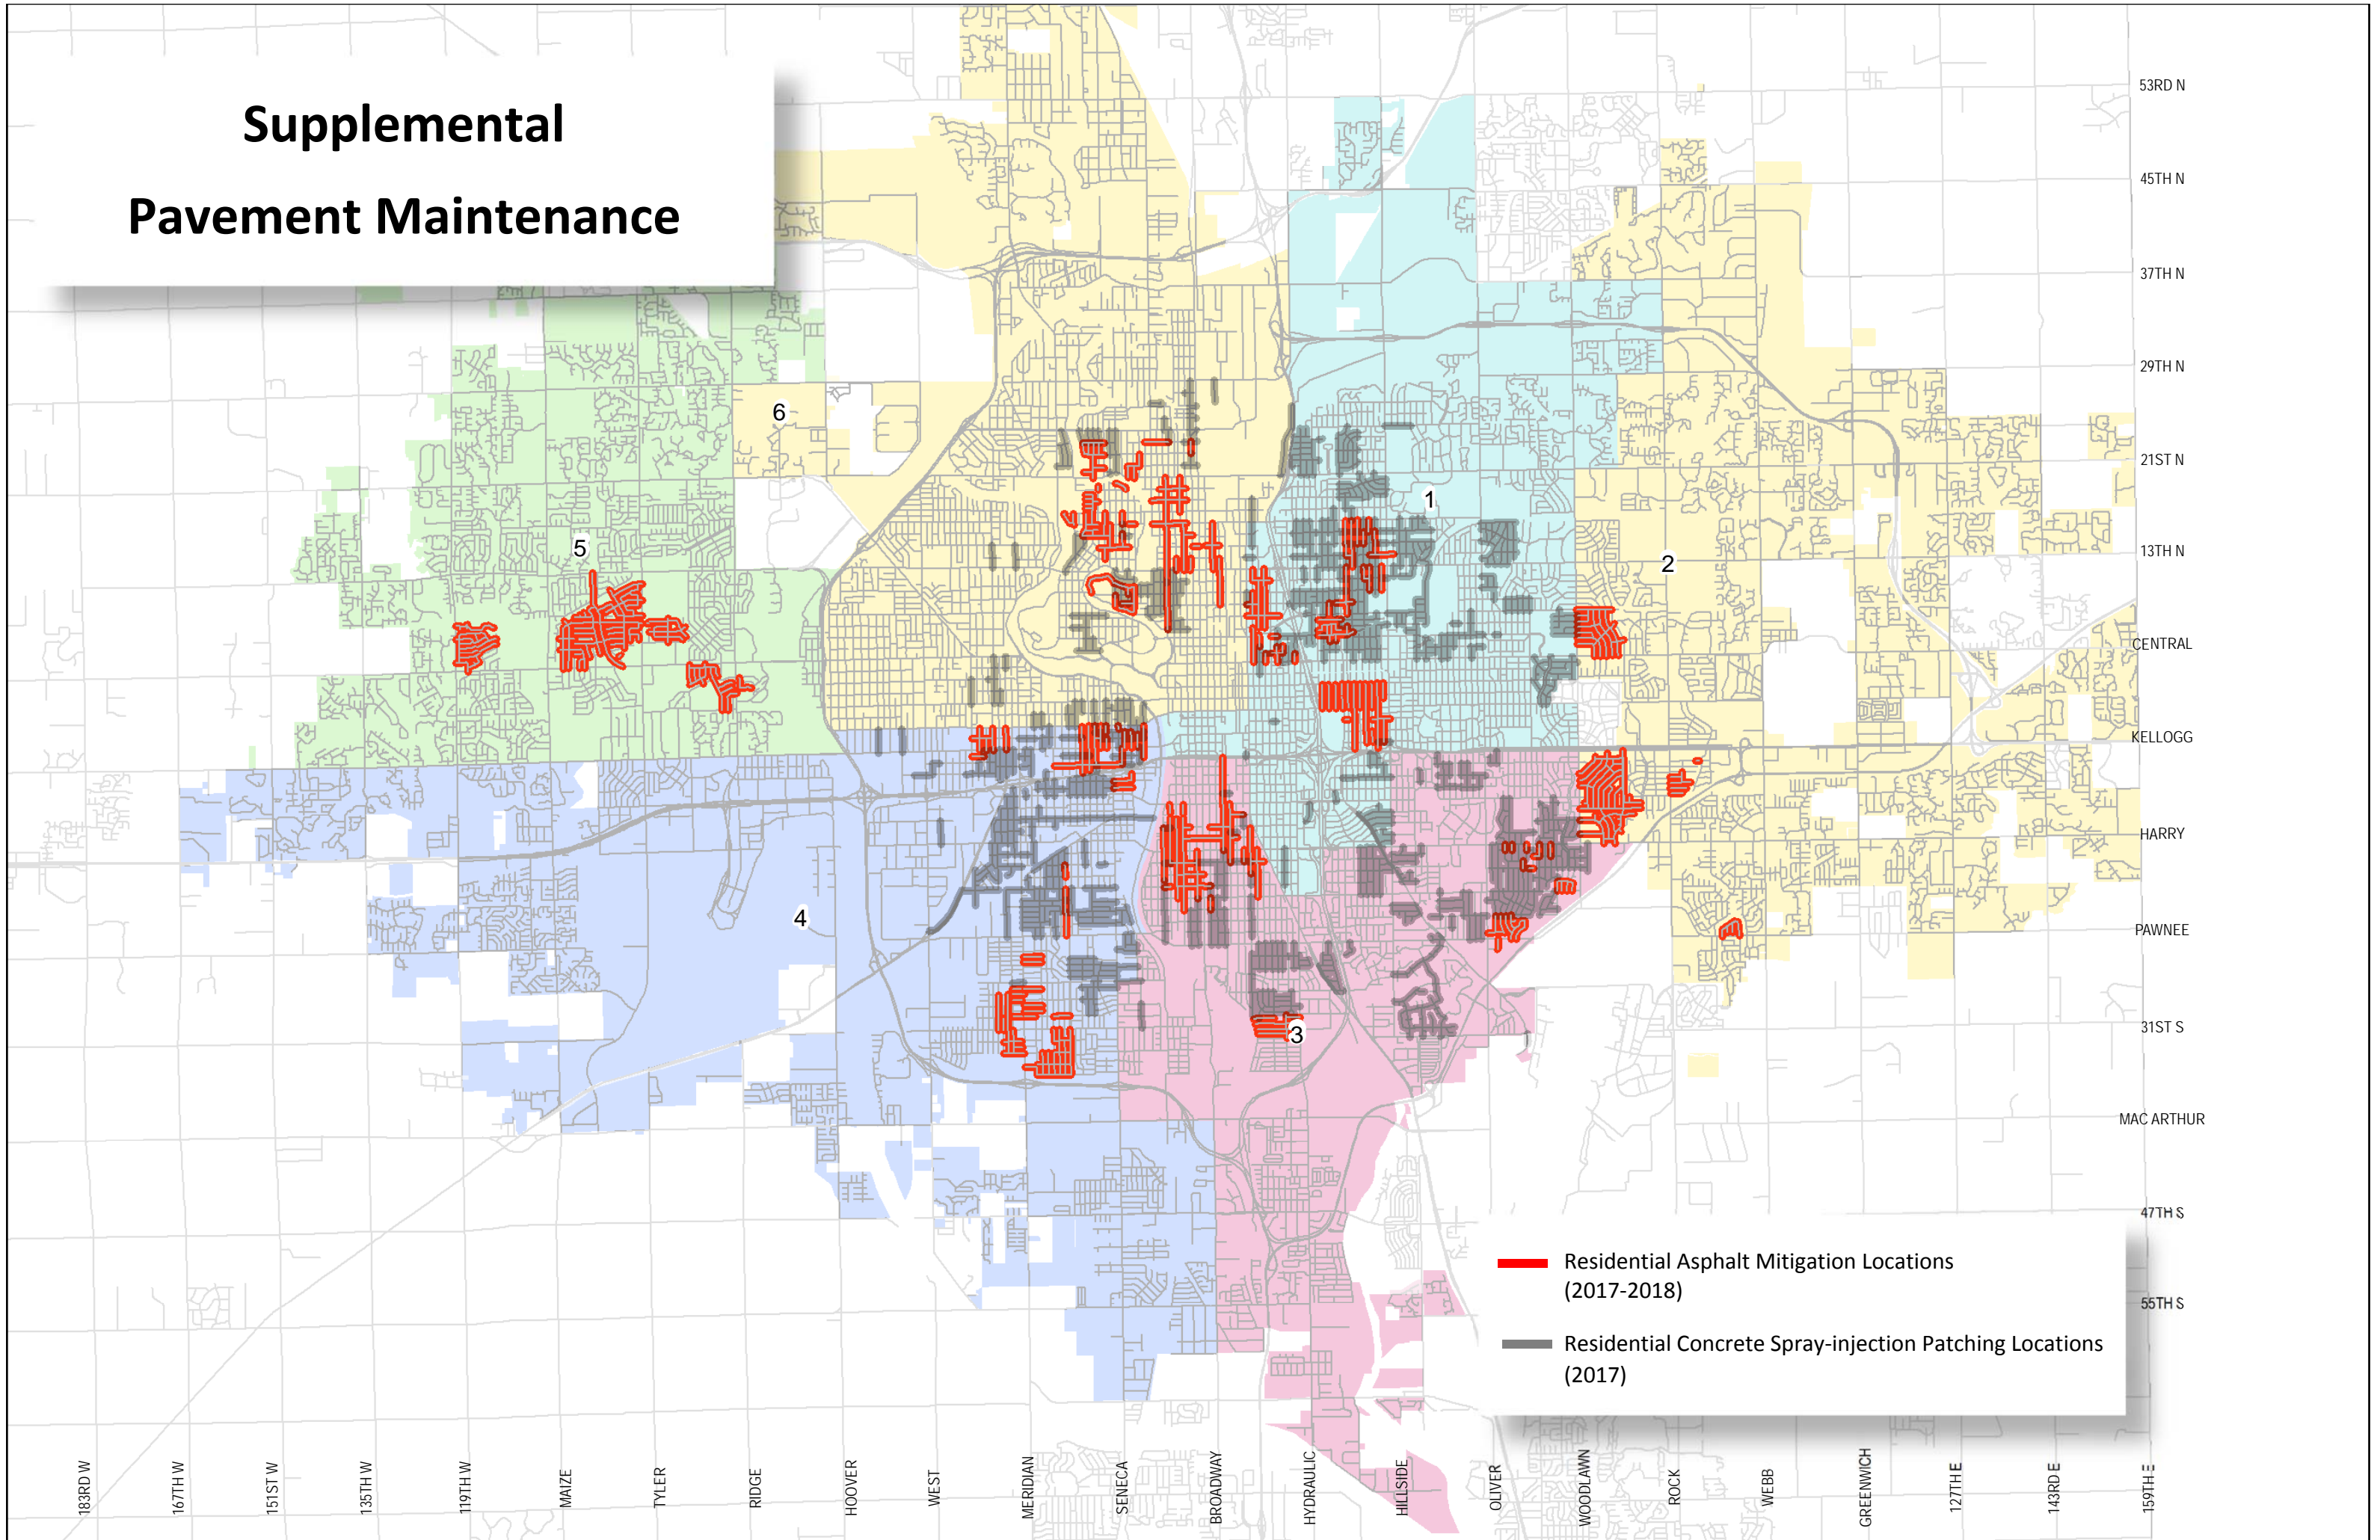 Supplemental
Pavement Maintenance
53RD N
45TH N
37TH N
29TH N
21ST N
13TH N
CENTRAL
KELLOGG
HARRY
PAWNEE
31ST S
MAC ARTHUR
47TH S
55TH S
6
1
5
2
4
3
Residential Asphalt Mitigation Locations
(2017-2018)
Residential Concrete Spray-injection Patching Locations
(2017)
183RD W
167TH W
151ST W
135TH W
119TH W
MAIZE
TYLER
RIDGE
HOOVER
WEST
MERIDIAN
SENECA
BROADWAY
HYDRAULIC
HILLSIDE
OLIVER
WOODLAWN
ROCK
WEBB
GREENWICH
127TH E
143RD E
159TH E